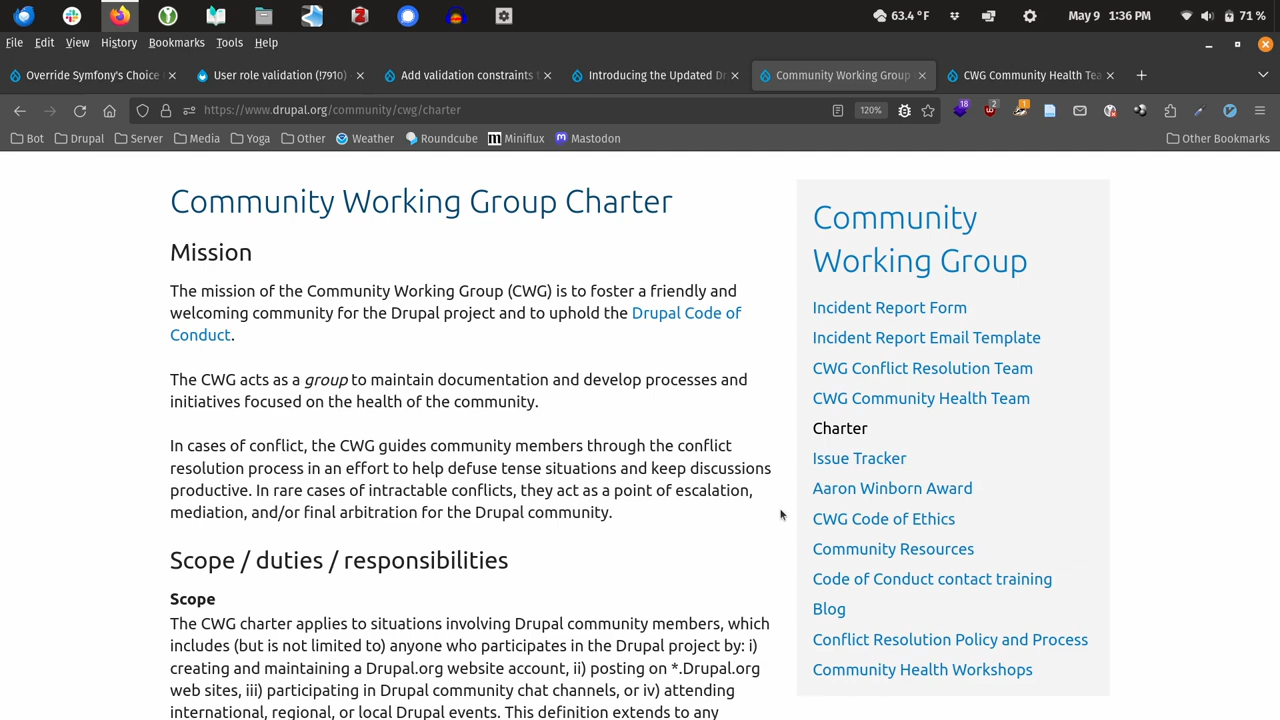 63.4 °F
May 9 1:36 PM
71 %
File Edit View History Bookmarks Tools Help
Override Symfony's Choice
User role validation (!7910)
Add validation constraints t
Introducing the Updated Dr
Community Working Group
CWG Community Health Tea
https://www.drupal.org/community/cwg/charter
120%
18
2
1
Bot Drupal Server Media Yoga Other Weather Roundcube Miniflux Mastodon Other Bookmarks
Community Working Group Charter
Mission
The mission of the Community Working Group (CWG) is to foster a friendly and
welcoming community for the Drupal project and to uphold the Drupal Code of
Conduct.
The CWG acts as a group to maintain documentation and develop processes and
initiatives focused on the health of the community.
In cases of conflict, the CWG guides community members through the conflict
resolution process in an effort to help defuse tense situations and keep discussions
productive. In rare cases of intractable conflicts, they act as a point of escalation,
mediation, and/or final arbitration for the Drupal community.
Scope / duties / responsibilities
Scope
The CWG charter applies to situations involving Drupal community members, which
includes (but is not limited to) anyone who participates in the Drupal project by: i)
creating and maintaining a Drupal.org website account, ii) posting on *.Drupal.org
web sites, iii) participating in Drupal community chat channels, or iv) attending
international, regional, or local Drupal events. This definition extends to any
Community
Working Group
Incident Report Form
Incident Report Email Template
CWG Conflict Resolution Team
CWG Community Health Team
Charter
Issue Tracker
Aaron Winborn Award
CWG Code of Ethics
Community Resources
Code of Conduct contact training
Blog
Conflict Resolution Policy and Process
Community Health Workshops